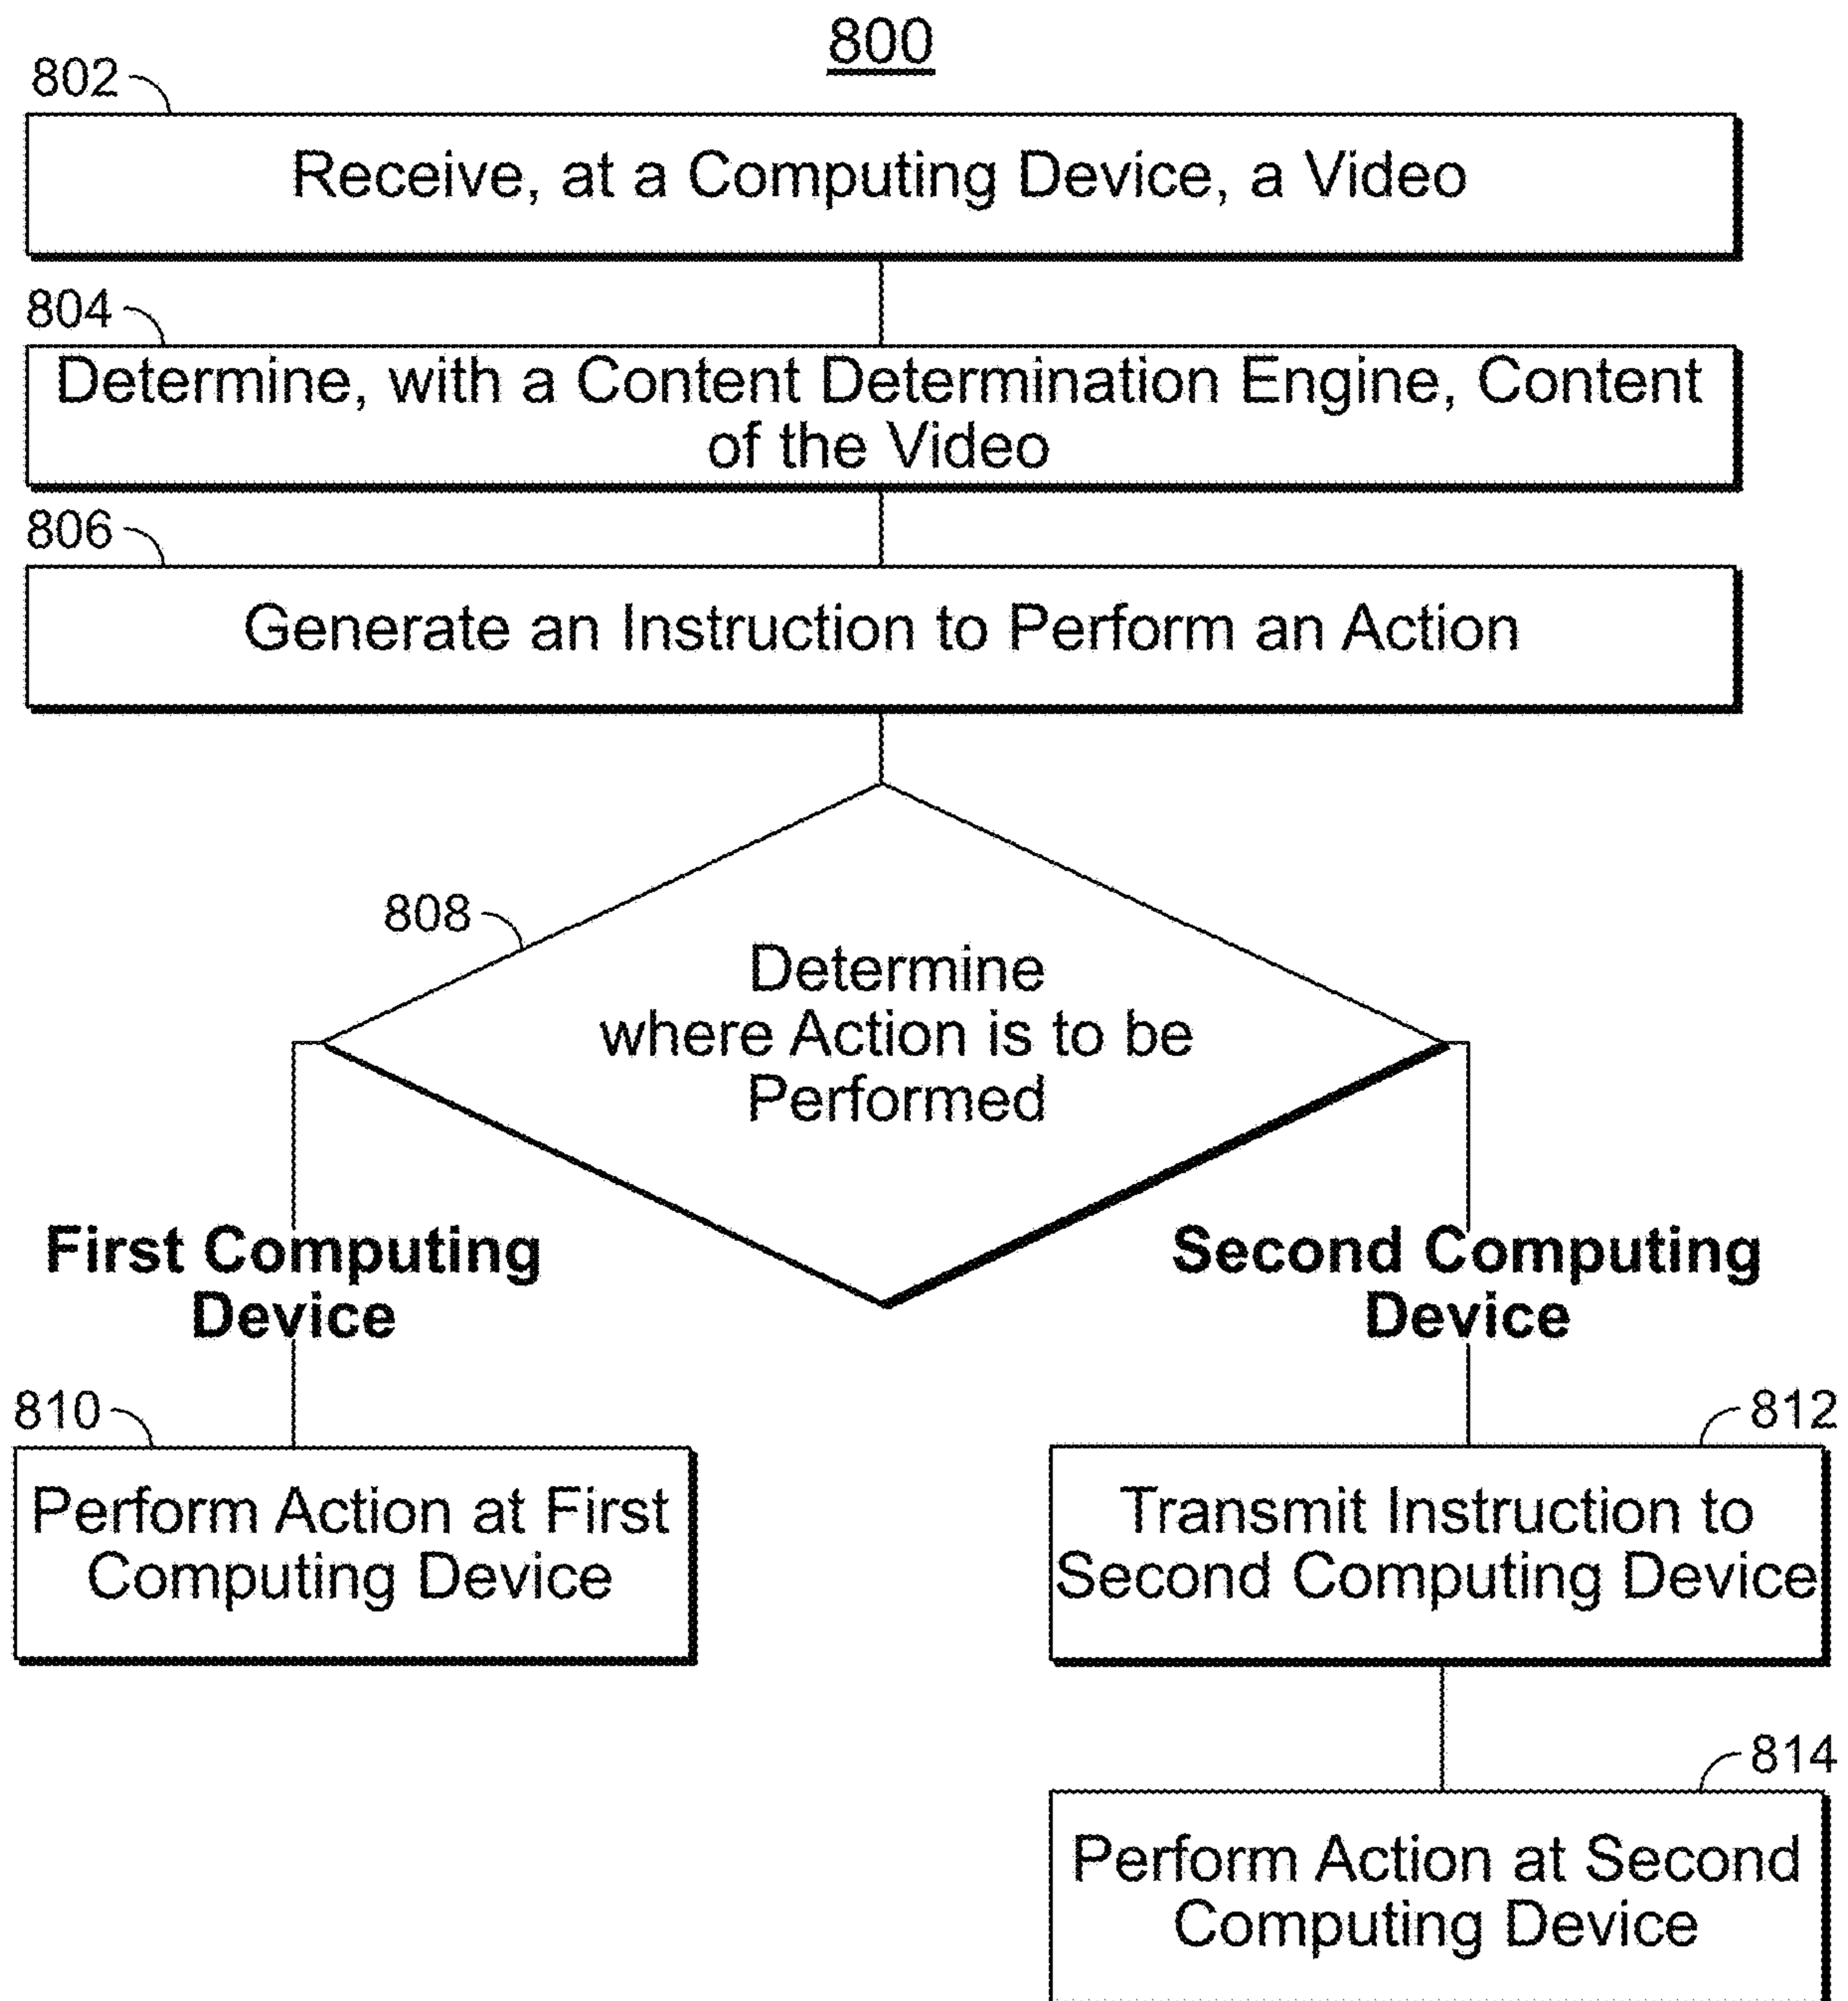 800
802
Receive, at a Computing Device, a Video
804
Determine, with a Content Determination Engine, Content
of the Video
806
Generate an Instruction to Perform an Action
808
Determine
where Action is to be
Performed
First Computing
Device
Second Computing
Device
810
Perform Action at First
Computing Device
812
Transmit Instruction to
Second Computing Device
814
Perform Action at Second
Computing Device